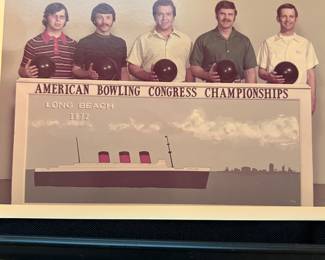 AMERICAN BOWLING CONGRESS CHAMPIONSHIPS
LONG BEACH
1972